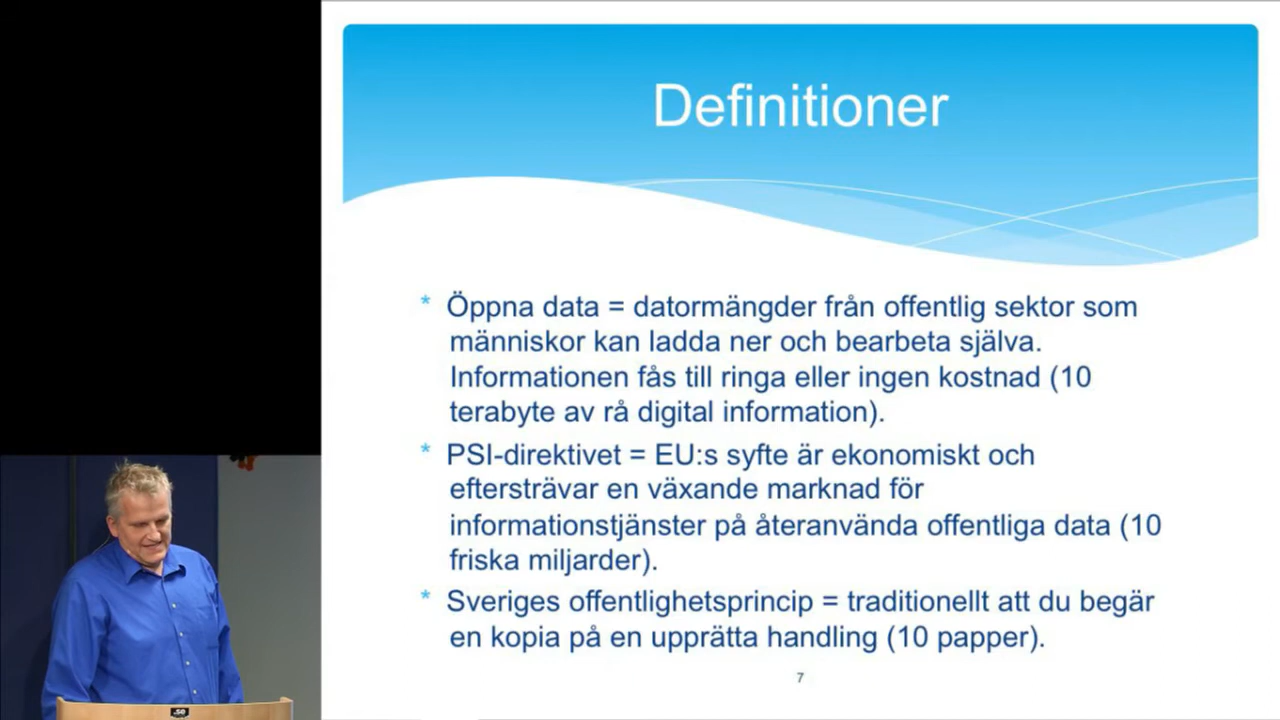 Definitioner
* Öppna data = datormängder från offentlig sektor som
människor kan ladda ner och bearbeta själva.
Informationen fås till ringa eller ingen kostnad (10
terabyte av rå digital information).
* PSI-direktivet = EU:s syfte är ekonomiskt och
eftersträvar en växande marknad för
informationstjänster på återanvända offentliga data (10
friska miljarder).
* Sveriges offentlighetsprincip = traditionellt att du begär
en kopia på en upprätta handling (10 papper).
7
.se